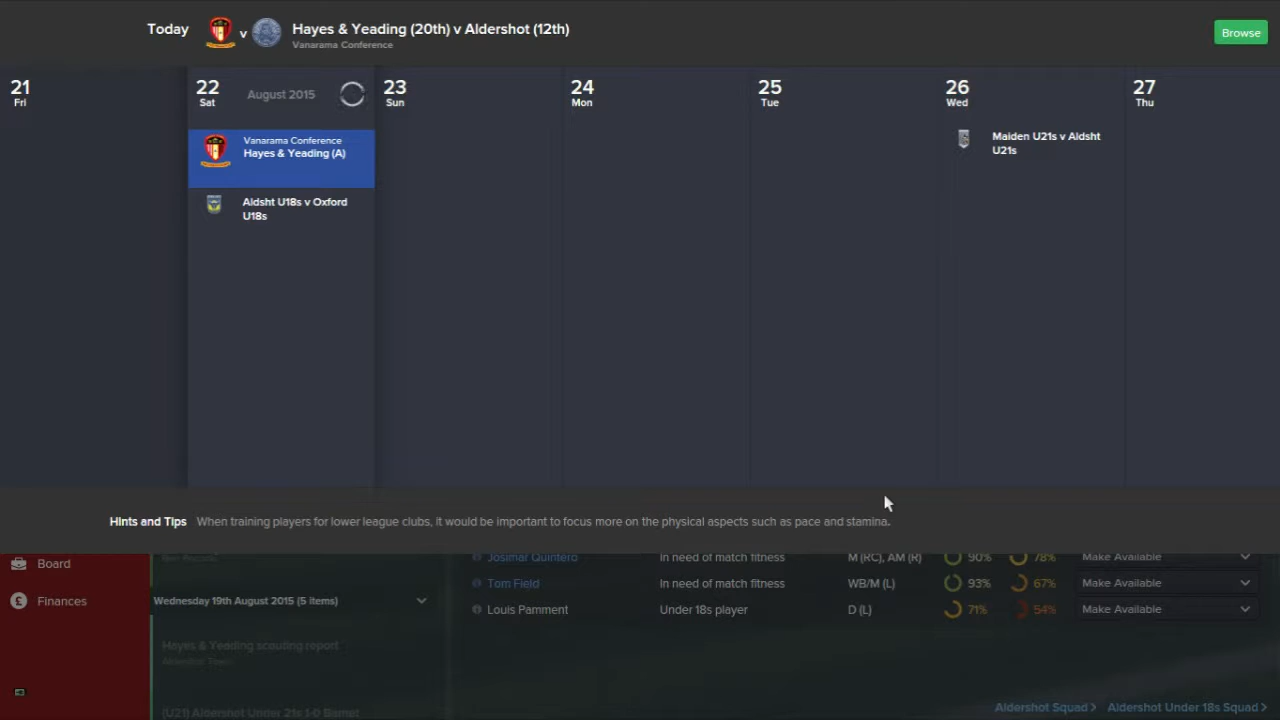 Today
v
Hayes & Yeading (20th) v Aldershot (12th)
Vanarama Conference
Browse
21
Fri
22
Sat
August 2015
23
Sun
24
Mon
25
Tue
26
Wed
27
Thu
Vanarama Conference
Hayes & Yeading (A)
Aldsht U18s v Oxford
U18s
Maiden U21s v Aldsht
U21s
Hints and Tips When training players for lower league clubs, it would be important to focus more on the physical aspects such as pace and stamina.
Board
Finances
Wednesday 19th August 2015 (5 items)
Hayes & Yeading scouting report
(U21) Aldershot Under 21s 1-0 Barnet
Josimar Quintero In need of match fitness M (RC), AM (R) 90% 78% Make Available
Tom Field In need of match fitness WB/M (L) 93% 67% Make Available
Louis Pamment Under 18s player D (L) 71% 54% Make Available
Aldershot Squad > Aldershot Under 18s Squad >